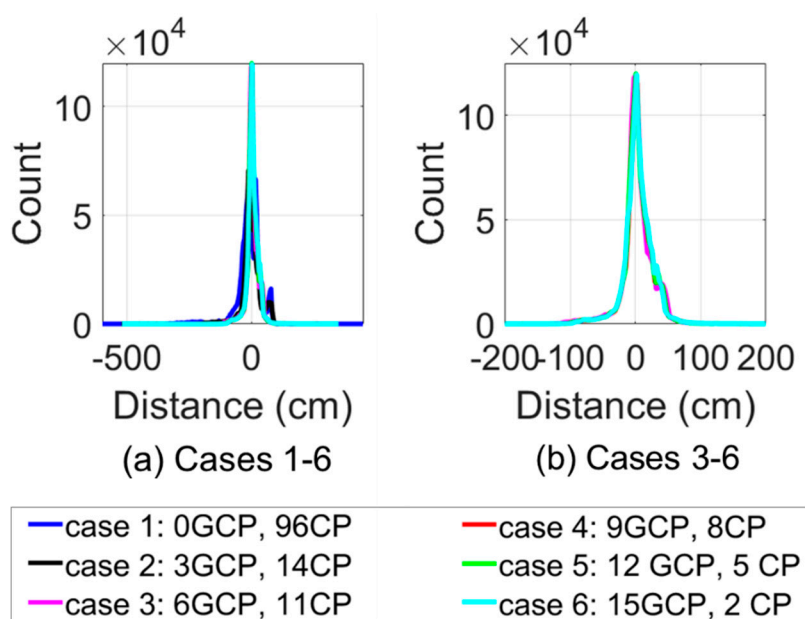 ×10⁴
10
5
0
Count
-500 0
Distance (cm)
(a) Cases 1-6
×10⁴
10
5
0
Count
-200 -100 0 100 200
Distance (cm)
(b) Cases 3-6
case 1: 0GCP, 96CP
case 2: 3GCP, 14CP
case 3: 6GCP, 11CP
case 4: 9GCP, 8CP
case 5: 12 GCP, 5 CP
case 6: 15GCP, 2 CP